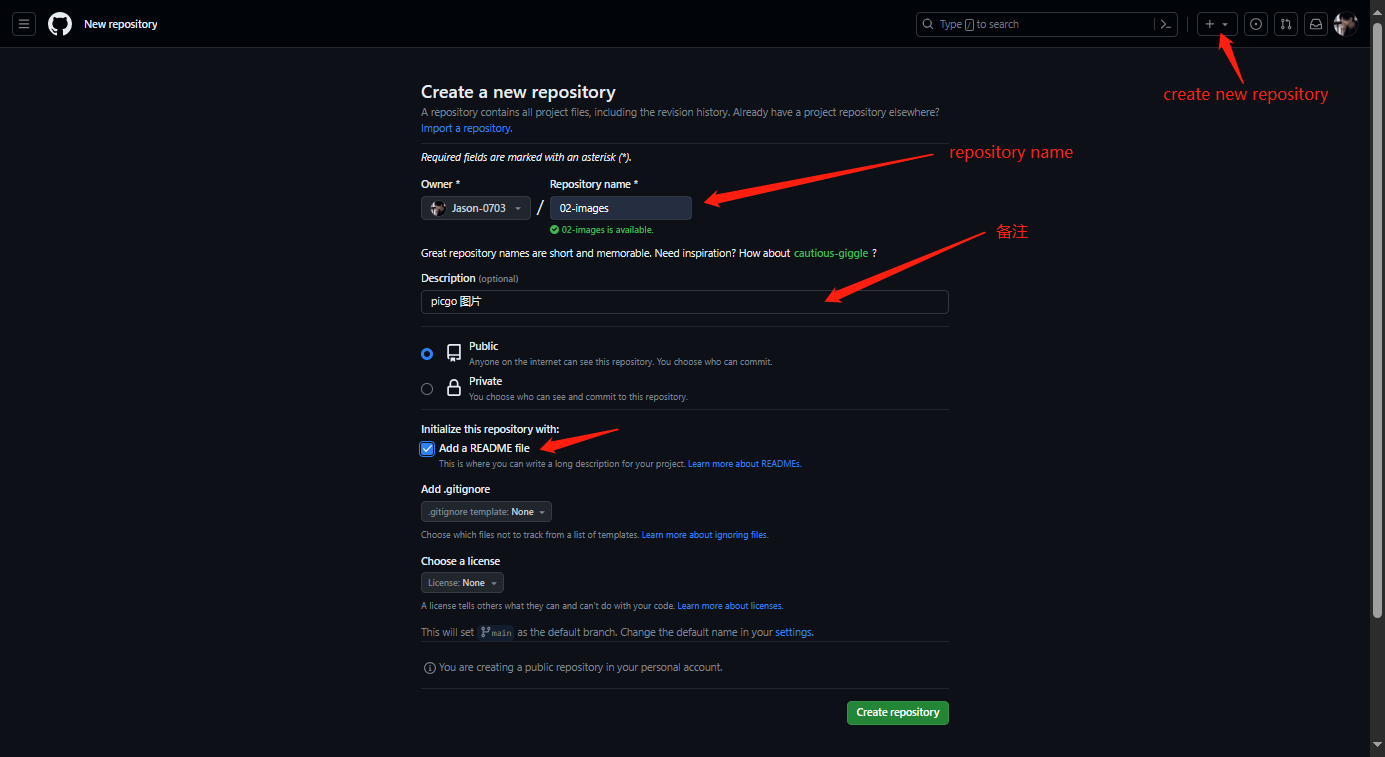 New repository
Type / to search
create new repository
Create a new repository
A repository contains all project files, including the revision history. Already have a project repository elsewhere?
Import a repository.
Required fields are marked with an asterisk (*).
repository name
Owner *
Repository name *
Jason-0703
/
02-images
02-images is available.
备注
Great repository names are short and memorable. Need inspiration? How about cautious-giggle ?
Description (optional)
picgo 图片
Public
Anyone on the internet can see this repository. You choose who can commit.
Private
You choose who can see and commit to this repository.
Initialize this repository with:
Add a README file
This is where you can write a long description for your project. Learn more about READMEs.
Add .gitignore
.gitignore template: None
Choose which files not to track from a list of templates. Learn more about ignoring files.
Choose a license
License: None
A license tells others what they can and can't do with your code. Learn more about licenses.
This will set main as the default branch. Change the default name in your settings.
You are creating a public repository in your personal account.
Create repository